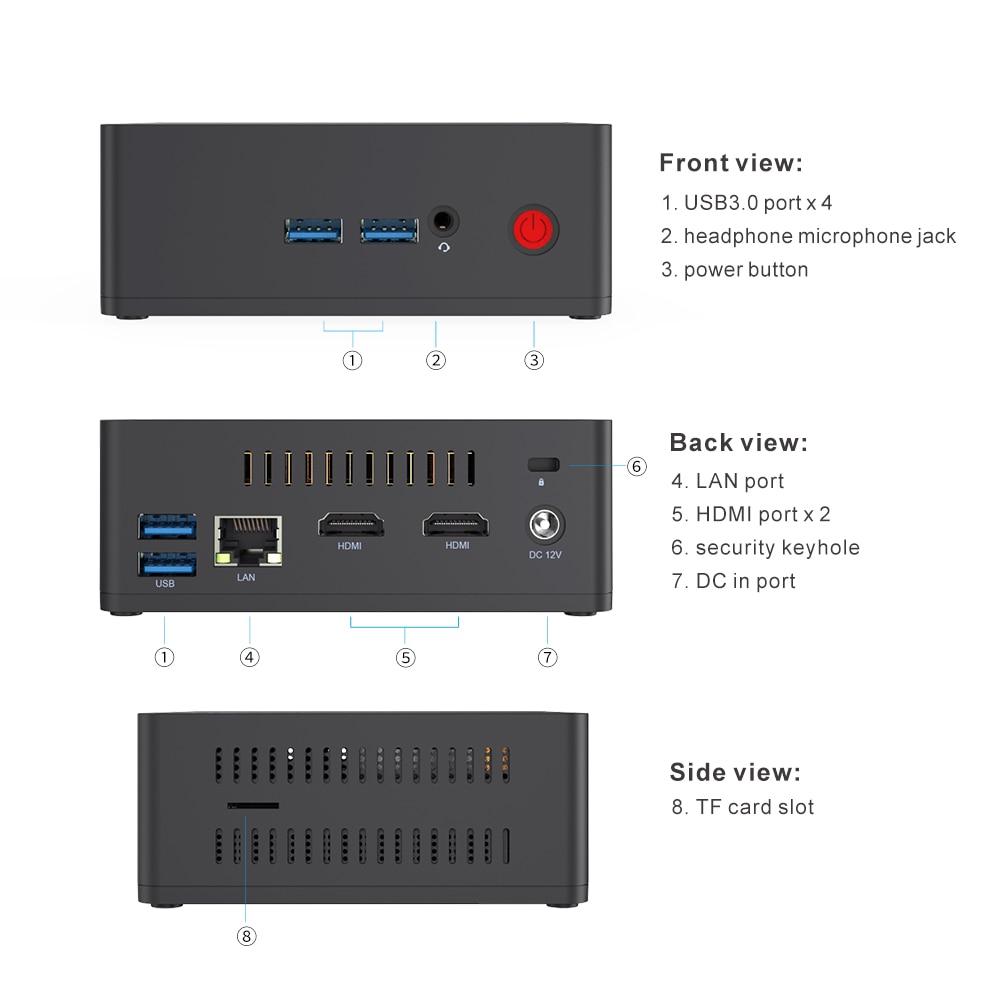 Front view:
1. USB3.0 port x 4
2. headphone microphone jack
3. power button
① ② ③
Back view:
4. LAN port
5. HDMI port x 2
6. security keyhole
7. DC in port
⑥
HDMI HDMI DC 12V
USB LAN
① ④ ⑤ ⑦
Side view:
8. TF card slot
⑧